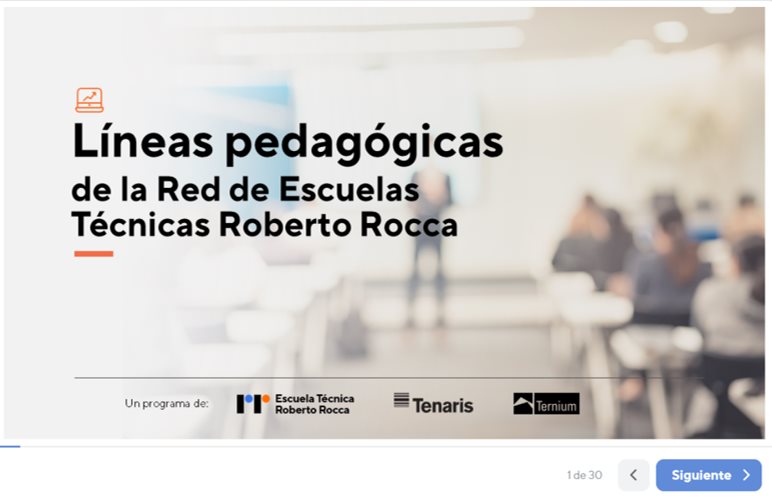 Líneas pedagógicas
de la Red de Escuelas
Técnicas Roberto Rocca
Un programa de:
Escuela Técnica
Roberto Rocca
Tenaris
Ternium
1 de 30
Siguiente